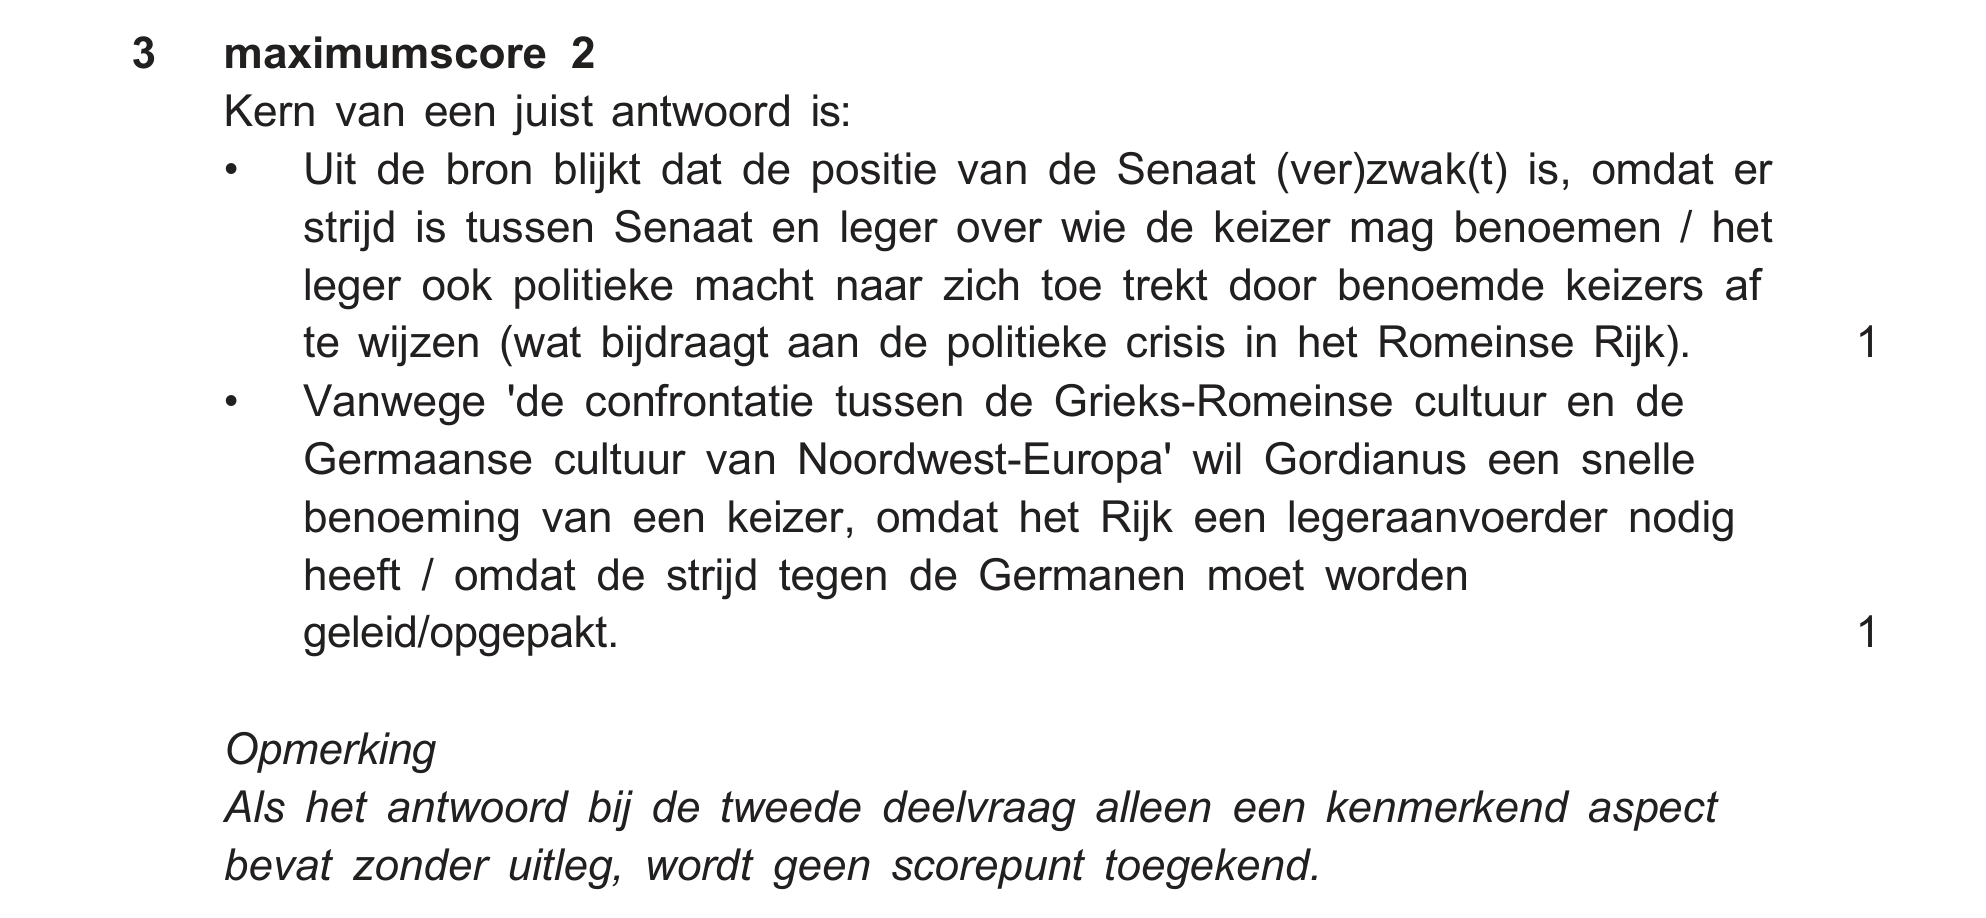 3 maximumscore 2
Kern van een juist antwoord is:
• Uit de bron blijkt dat de positie van de Senaat (ver)zwak(t) is, omdat er
strijd is tussen Senaat en leger over wie de keizer mag benoemen / het
leger ook politieke macht naar zich toe trekt door benoemde keizers af
te wijzen (wat bijdraagt aan de politieke crisis in het Romeinse Rijk). 1
• Vanwege 'de confrontatie tussen de Grieks-Romeinse cultuur en de
Germaanse cultuur van Noordwest-Europa' wil Gordianus een snelle
benoeming van een keizer, omdat het Rijk een legeraanvoerder nodig
heeft / omdat de strijd tegen de Germanen moet worden
geleid/opgepakt. 1
Opmerking
Als het antwoord bij de tweede deelvraag alleen een kenmerkend aspect
bevat zonder uitleg, wordt geen scorepunt toegekend.